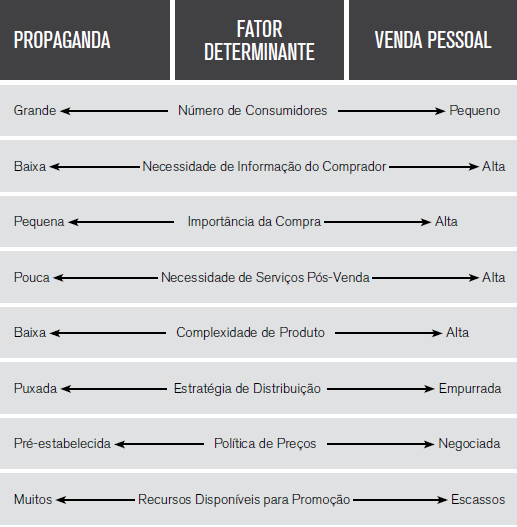 PROPAGANDA
FATOR
DETERMINANTE
VENDA PESSOAL
Grande Número de Consumidores Pequeno
Baixa Necessidade de Informação do Comprador Alta
Pequena Importância da Compra Alta
Pouca Necessidade de Serviços Pós-Venda Alta
Baixa Complexidade de Produto Alta
Puxada Estratégia de Distribuição Empurrada
Pré-estabelecida Política de Preços Negociada
Muitos Recursos Disponíveis para Promoção Escassos